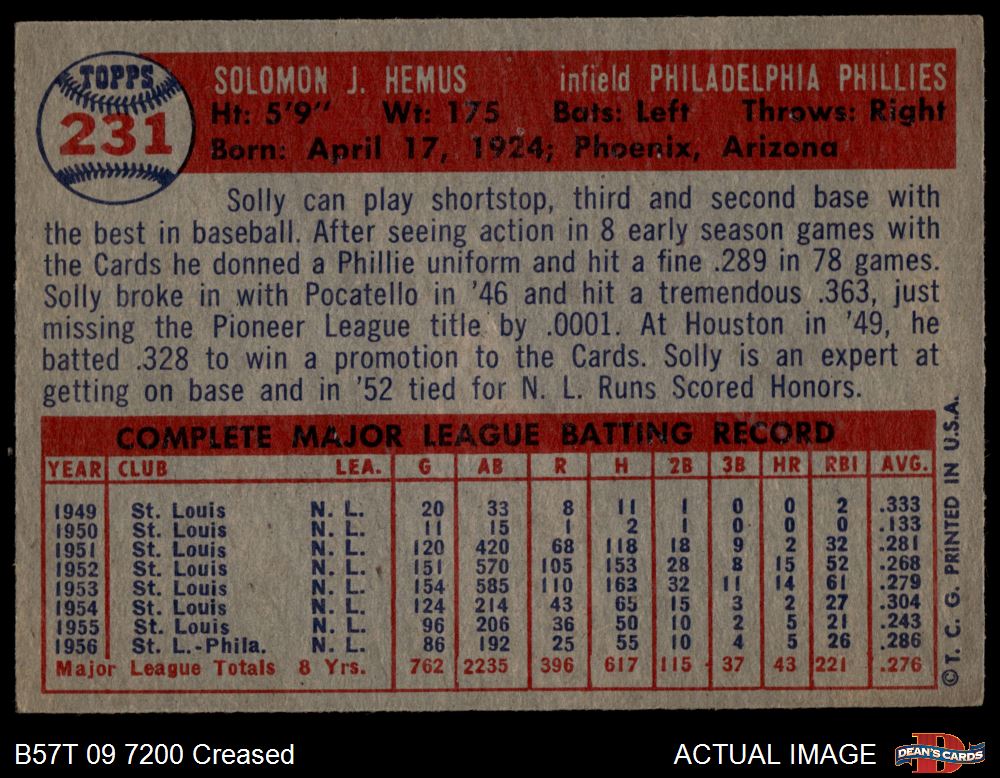 TOPPS
231
SOLOMON J. HEMUS infield PHILADELPHIA PHILLIES
Ht: 5'9" Wt: 175 Bats: Left Throws: Right
Born: April 17, 1924; Phoenix, Arizona
Solly can play shortstop, third and second base with
the best in baseball. After seeing action in 8 early season games with
the Cards he donned a Phillie uniform and hit a fine .289 in 78 games.
Solly broke in with Pocatello in '46 and hit a tremendous .363, just
missing the Pioneer League title by .0001. At Houston in '49, he
batted .328 to win a promotion to the Cards. Solly is an expert at
getting on base and in '52 tied for N. L. Runs Scored Honors.
COMPLETE MAJOR LEAGUE BATTING RECORD
YEAR CLUB LEA. G AB R H 2B 3B HR RBI AVG.
1949 St. Louis N. L. 20 33 8 11 1 0 0 2 .333
1950 St. Louis N. L. 11 15 1 2 1 0 0 0 .133
1951 St. Louis N. L. 120 420 68 118 18 9 2 32 .281
1952 St. Louis N. L. 151 570 105 153 28 8 15 52 .268
1953 St. Louis N. L. 154 585 110 163 32 11 14 61 .279
1954 St. Louis N. L. 124 214 43 65 15 3 2 27 .304
1955 St. Louis N. L. 96 206 36 50 10 2 5 21 .243
1956 St. L.-Phila. N. L. 86 192 25 55 10 4 5 26 .286
Major League Totals 8 Yrs. 762 2235 396 617 115 37 43 221 .276
©T. C. G. PRINTED IN U.S.A.
B57T 09 7200 Creased ACTUAL IMAGE
DEAN'S CARDS